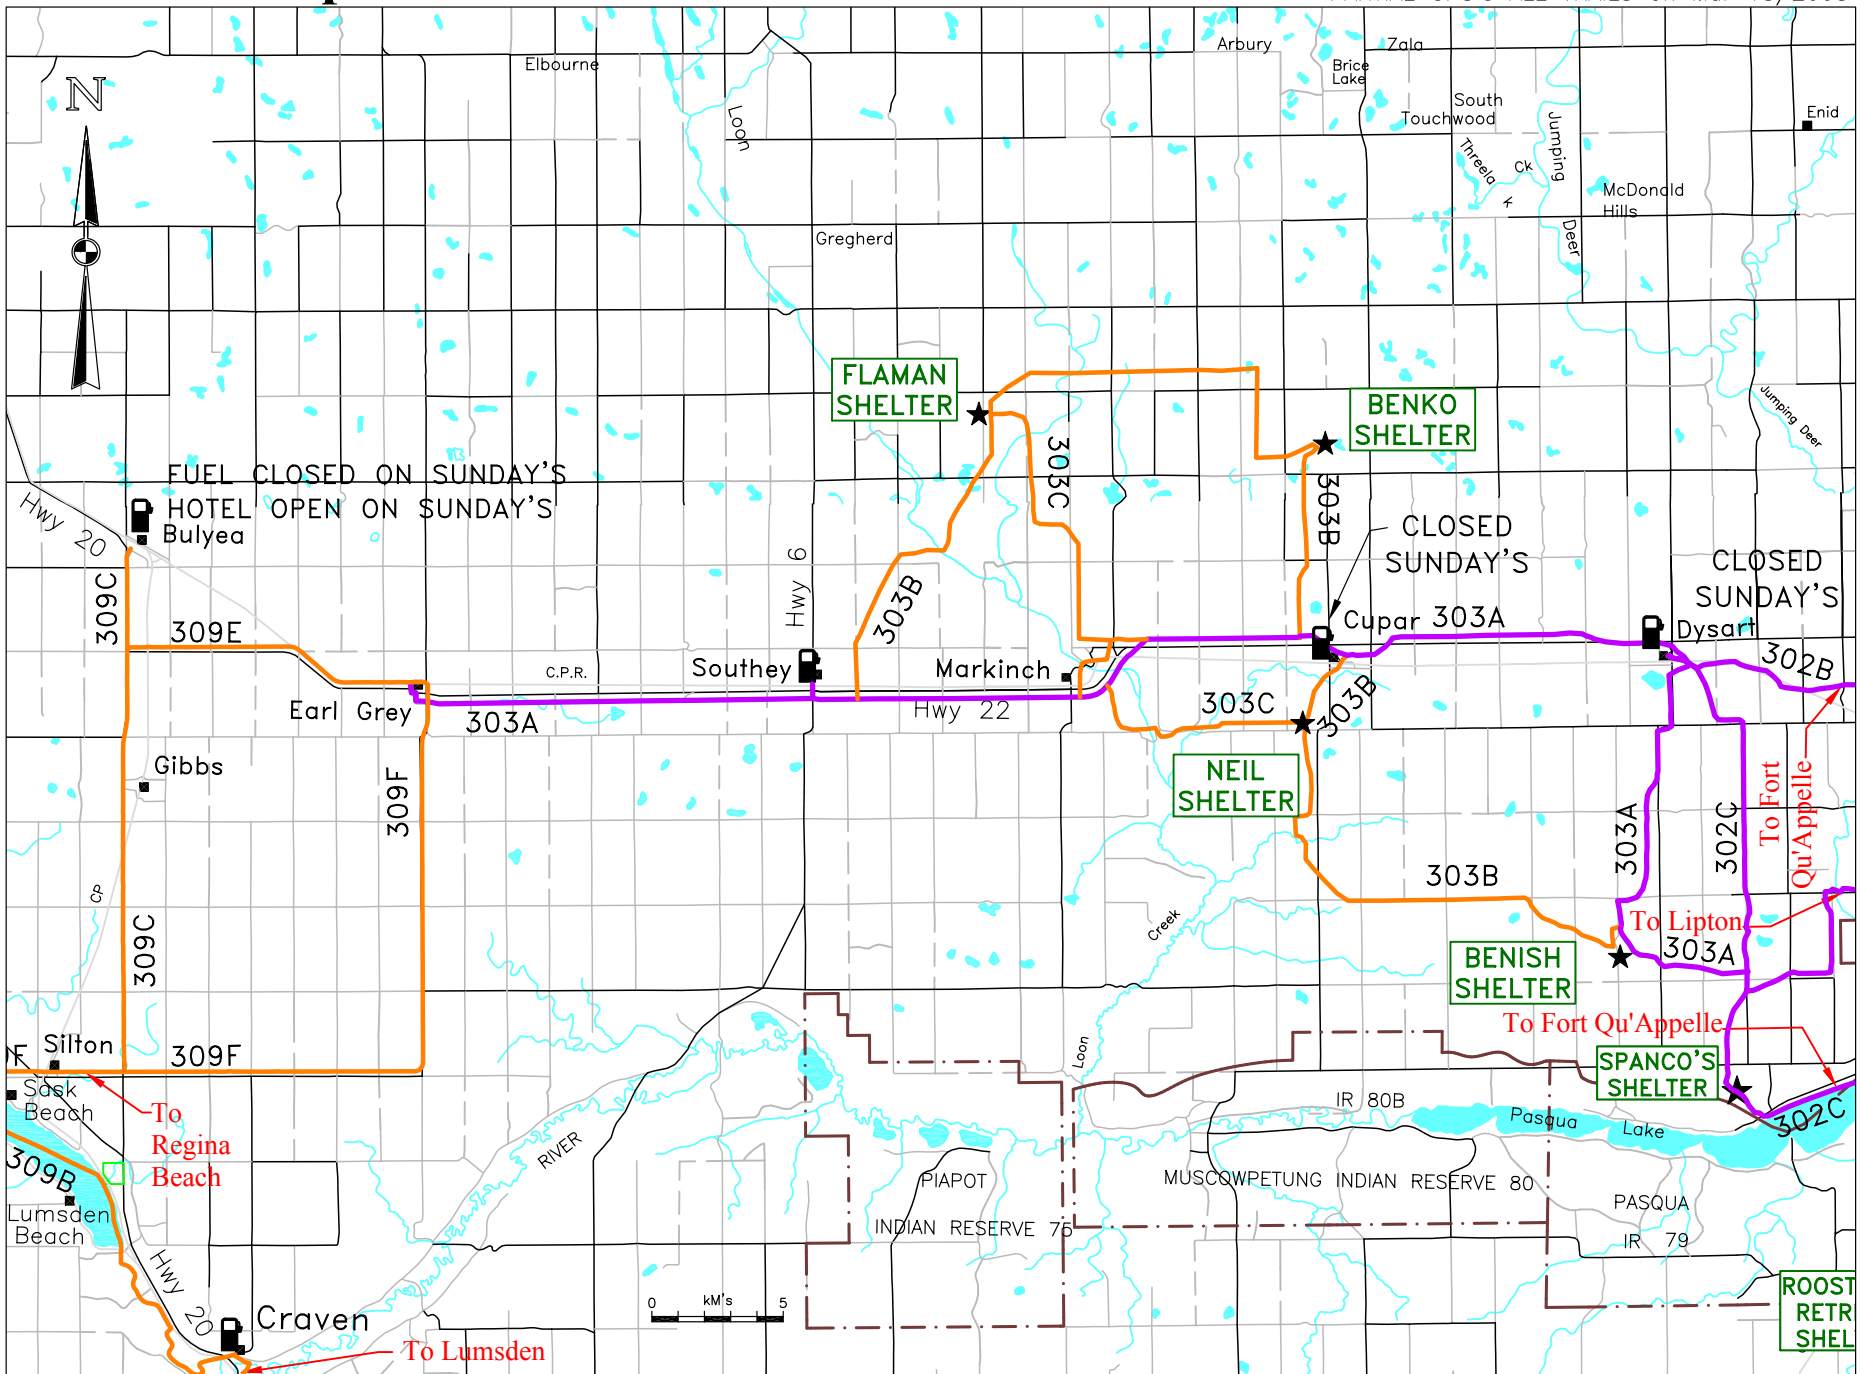 N
Elbourne
Loon
Arbury
Zala
Brice
Lake
South
Touchwood
Enid
Jumping
Threela
Ck
K
McDonald
Hills
Deer
Gregherd
FLAMAN
SHELTER
BENKO
SHELTER
Jumping Deer
303C
303B
FUEL CLOSED ON SUNDAY'S
HOTEL OPEN ON SUNDAY'S
Bulyea
Hwy 20
CLOSED
SUNDAY'S
CLOSED
SUNDAY'S
309C
309E
Hwy 6
303B
Cupar
303A
Dysart
302B
C.P.R.
Southey
Markinch
Earl Grey
303A
Hwy 22
303C
303B
Gibbs
309F
NEIL
SHELTER
303A
302C
To Fort
Qu'Appelle
303B
CP
309C
Creek
To Lipton
303A
BENISH
SHELTER
To Fort Qu'Appelle
Silton
309F
Loon
SPANCO'S
SHELTER
Sask
Beach
To
Regina
Beach
IR 80B
Pasqua Lake
302C
309B
RIVER
PIAPOT
INDIAN RESERVE 75
MUSCOWPETUNG INDIAN RESERVE 80
PASQUA
IR 79
Lumsden
Beach
Hwy 20
ROOST
RETR
SHEL
0 kM's 5
Craven
To Lumsden